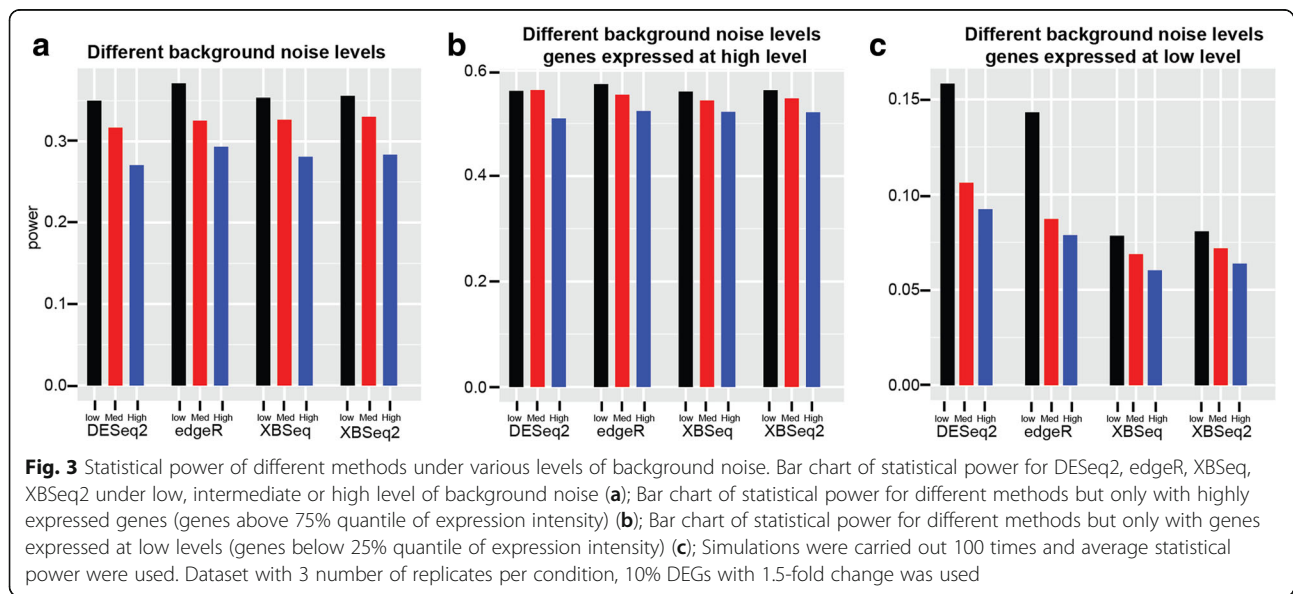 a
Different background noise levels
0.3
0.2
0.1
0.0
power
low Med High low Med High low Med High low Med High
DESeq2 edgeR XBSeq XBSeq2
b
Different background noise levels
genes expressed at high level
0.6
0.4
0.2
0.0
low Med High low Med High low Med High low Med High
DESeq2 edgeR XBSeq XBSeq2
c
Different background noise levels
genes expressed at low level
0.15
0.10
0.05
0.00
low Med High low Med High low Med High low Med High
DESeq2 edgeR XBSeq XBSeq2
Fig. 3 Statistical power of different methods under various levels of background noise. Bar chart of statistical power for DESeq2, edgeR, XBSeq,
XBSeq2 under low, intermediate or high level of background noise (a); Bar chart of statistical power for different methods but only with highly
expressed genes (genes above 75% quantile of expression intensity) (b); Bar chart of statistical power for different methods but only with genes
expressed at low levels (genes below 25% quantile of expression intensity) (c); Simulations were carried out 100 times and average statistical
power were used. Dataset with 3 number of replicates per condition, 10% DEGs with 1.5-fold change was used